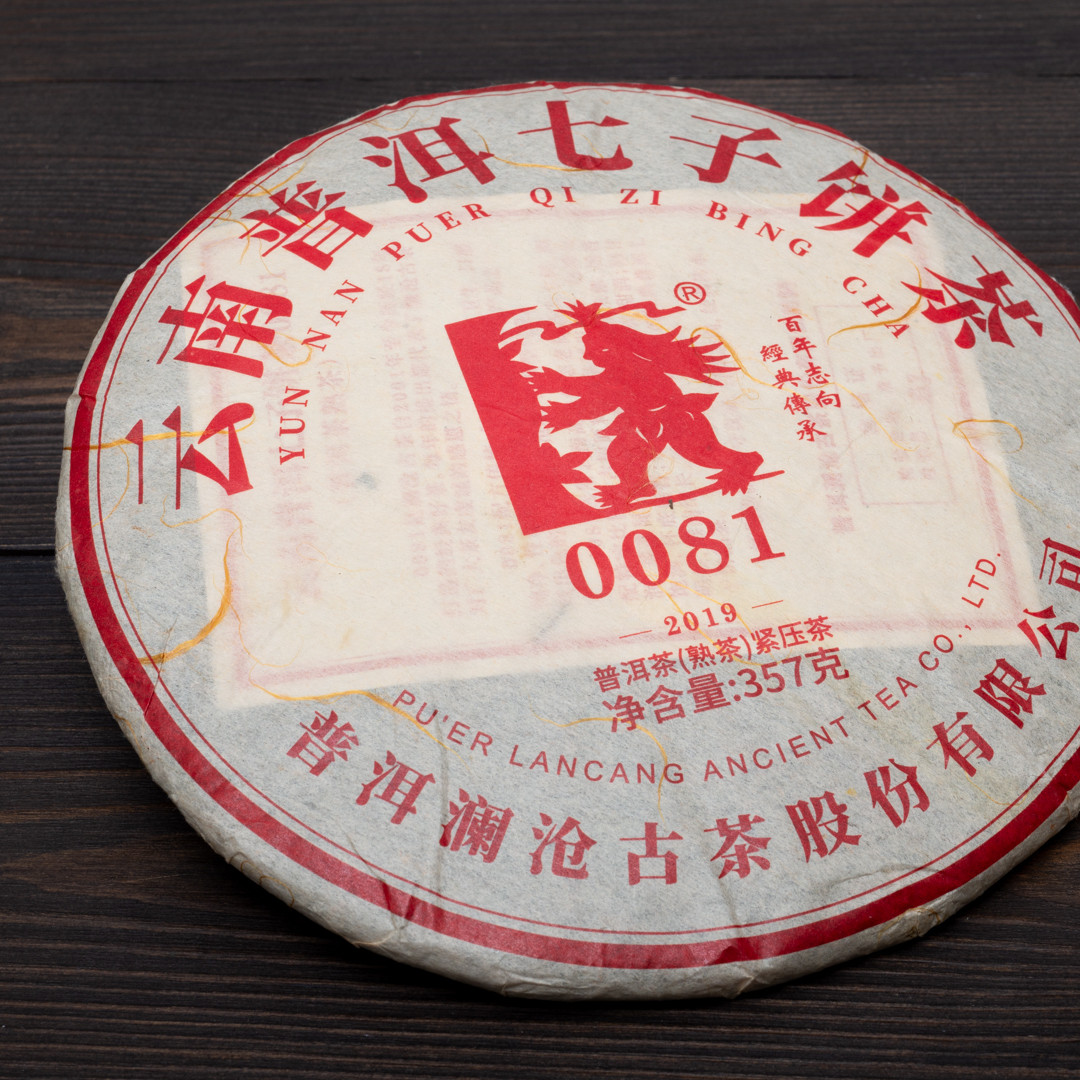 云南普洱七子饼茶
YUN NAN PUER QI ZI BING CHA
®
百年志向
經典傳承
0081
— 2019 —
普洱茶(熟茶)紧压茶
净含量:357克
PU'ER LANCANG ANCIENT TEA CO., LTD.
普洱澜沧古茶股份有限公司